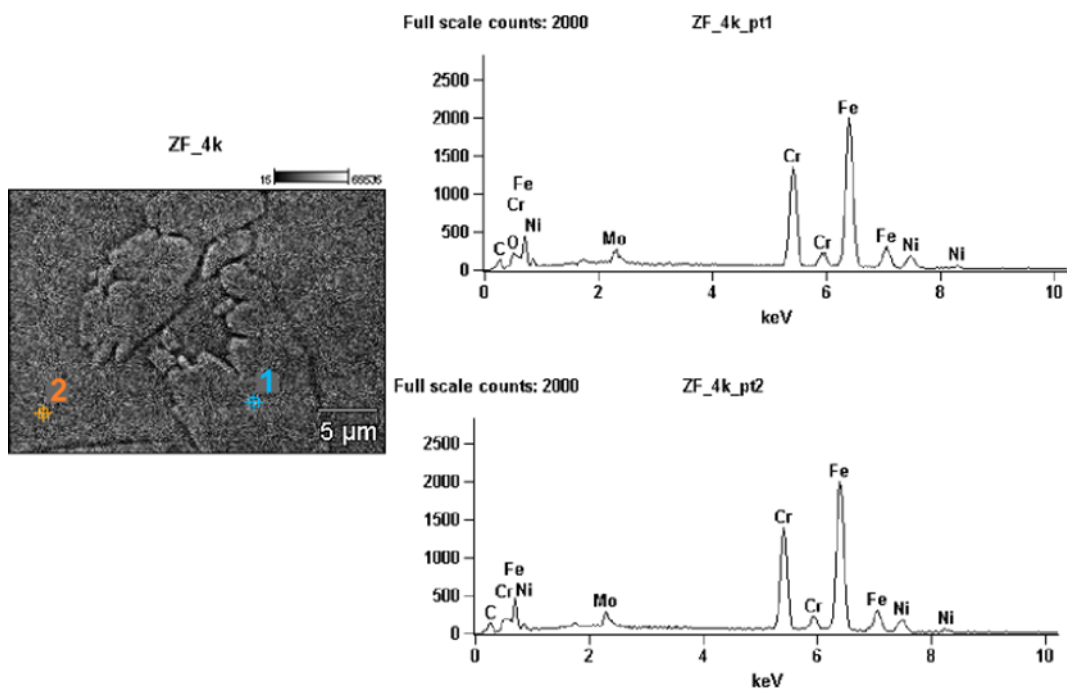 ZF_4k
15 65535
2
1
5 µm
Full scale counts: 2000 ZF_4k_pt1
2500
2000
1500
1000
500
0
C
O
Fe
Cr
Ni
Mo
Cr
Cr
Fe
Fe
Ni
Ni
0 2 4 6 8 10
keV
Full scale counts: 2000 ZF_4k_pt2
2500
2000
1500
1000
500
0
C
Fe
Cr Ni
Mo
Cr
Cr
Fe
Fe
Ni
Ni
0 2 4 6 8 10
keV